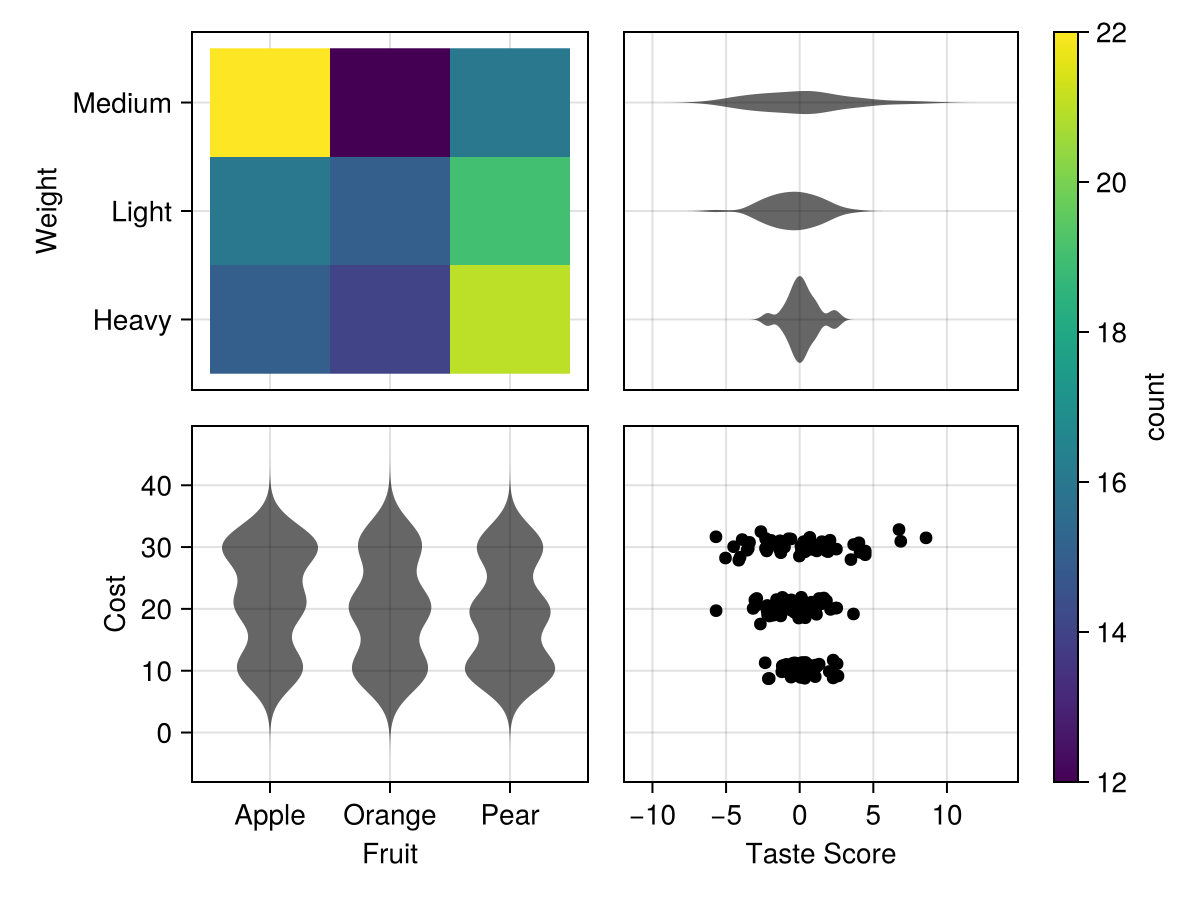 Weight
Medium
Light
Heavy
Cost
40
30
20
10
0
Apple Orange Pear
Fruit
−10 −5 0 5 10
Taste Score
22
20
18
16
14
12
count